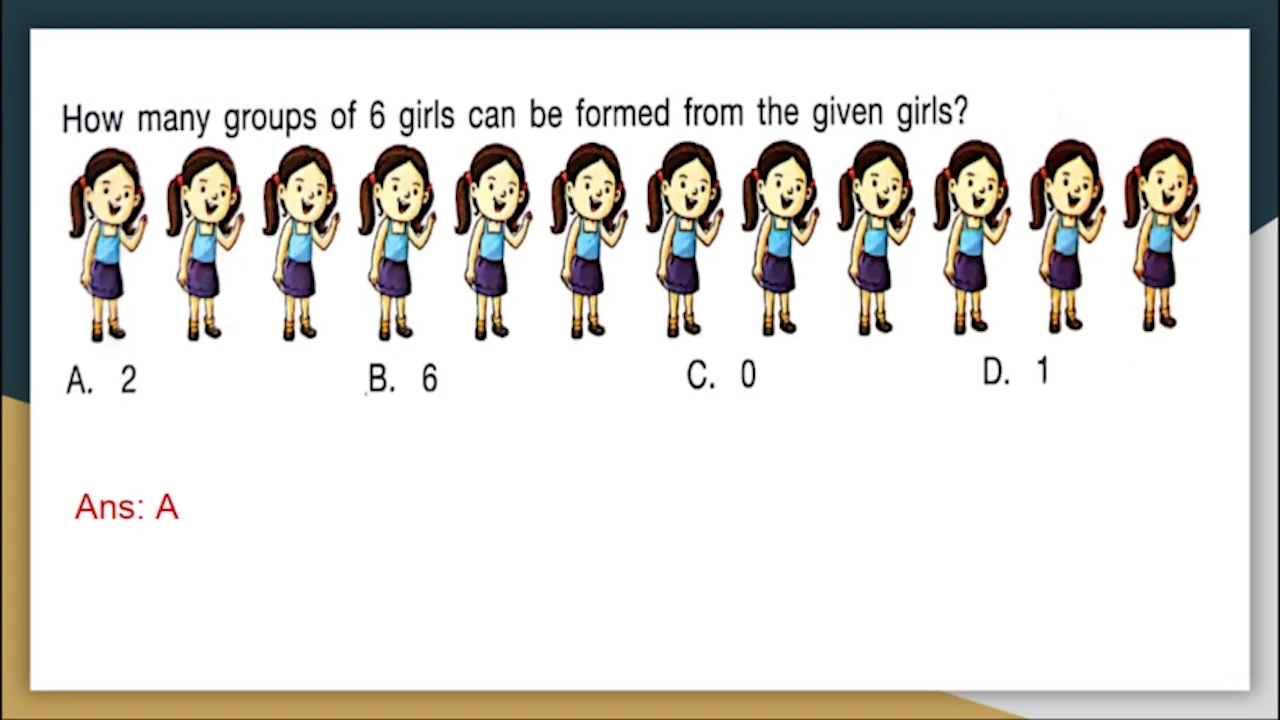 How many groups of 6 girls can be formed from the given girls?
A. 2 B. 6 C. 0 D. 1
Ans: A